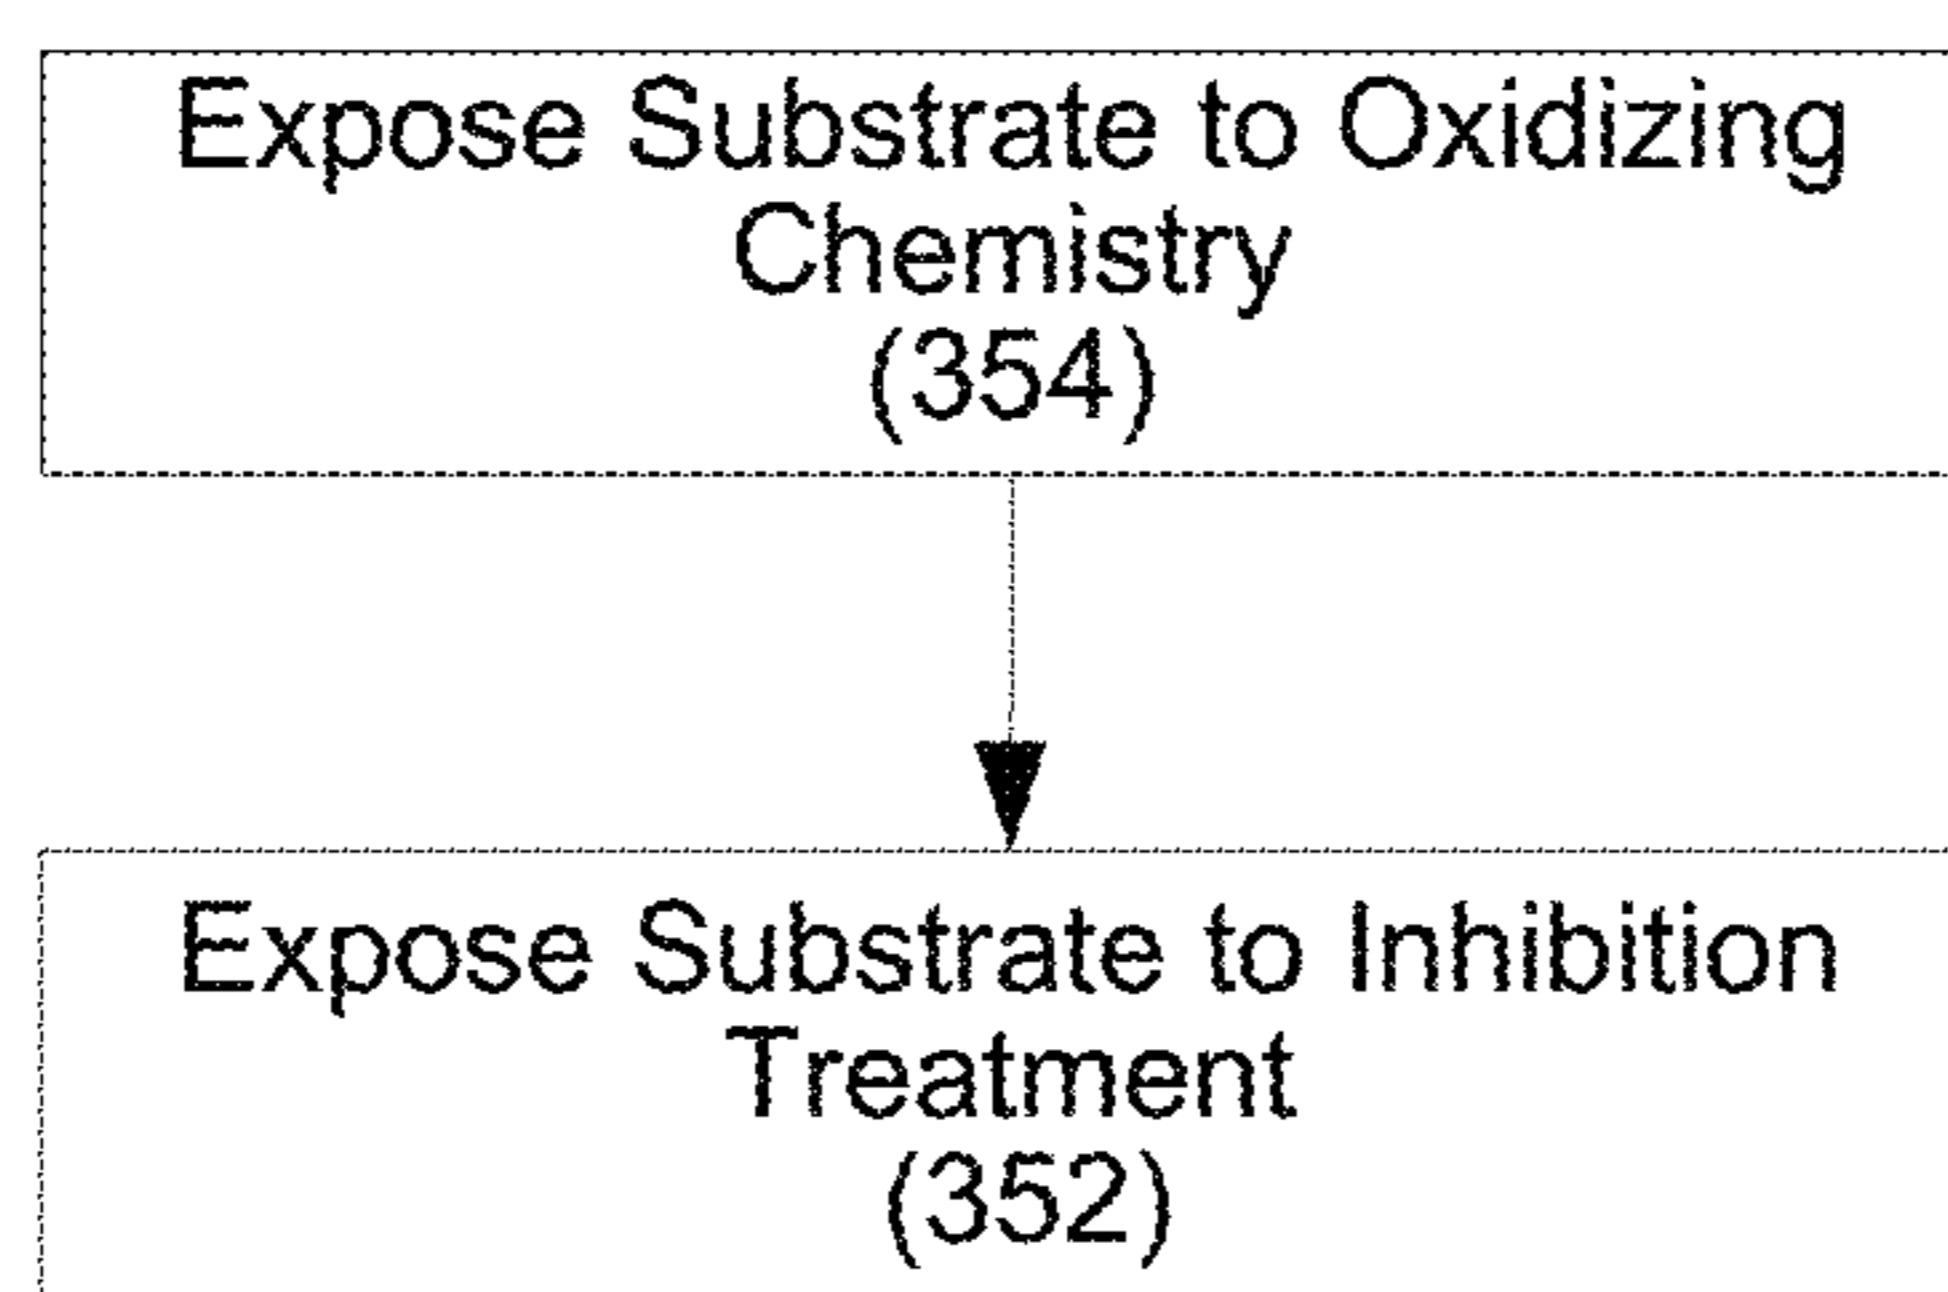 Expose Substrate to Oxidizing
Chemistry
(354)
Expose Substrate to Inhibition
Treatment
(352)